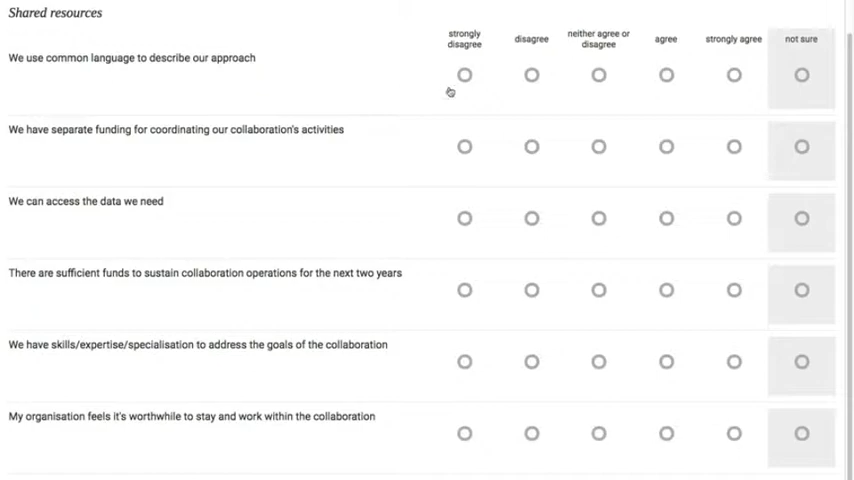 Shared resources
strongly
disagree
disagree
neither agree or
disagree
agree
strongly agree
not sure
We use common language to describe our approach
We have separate funding for coordinating our collaboration's activities
We can access the data we need
There are sufficient funds to sustain collaboration operations for the next two years
We have skills/expertise/specialisation to address the goals of the collaboration
My organisation feels it's worthwhile to stay and work within the collaboration